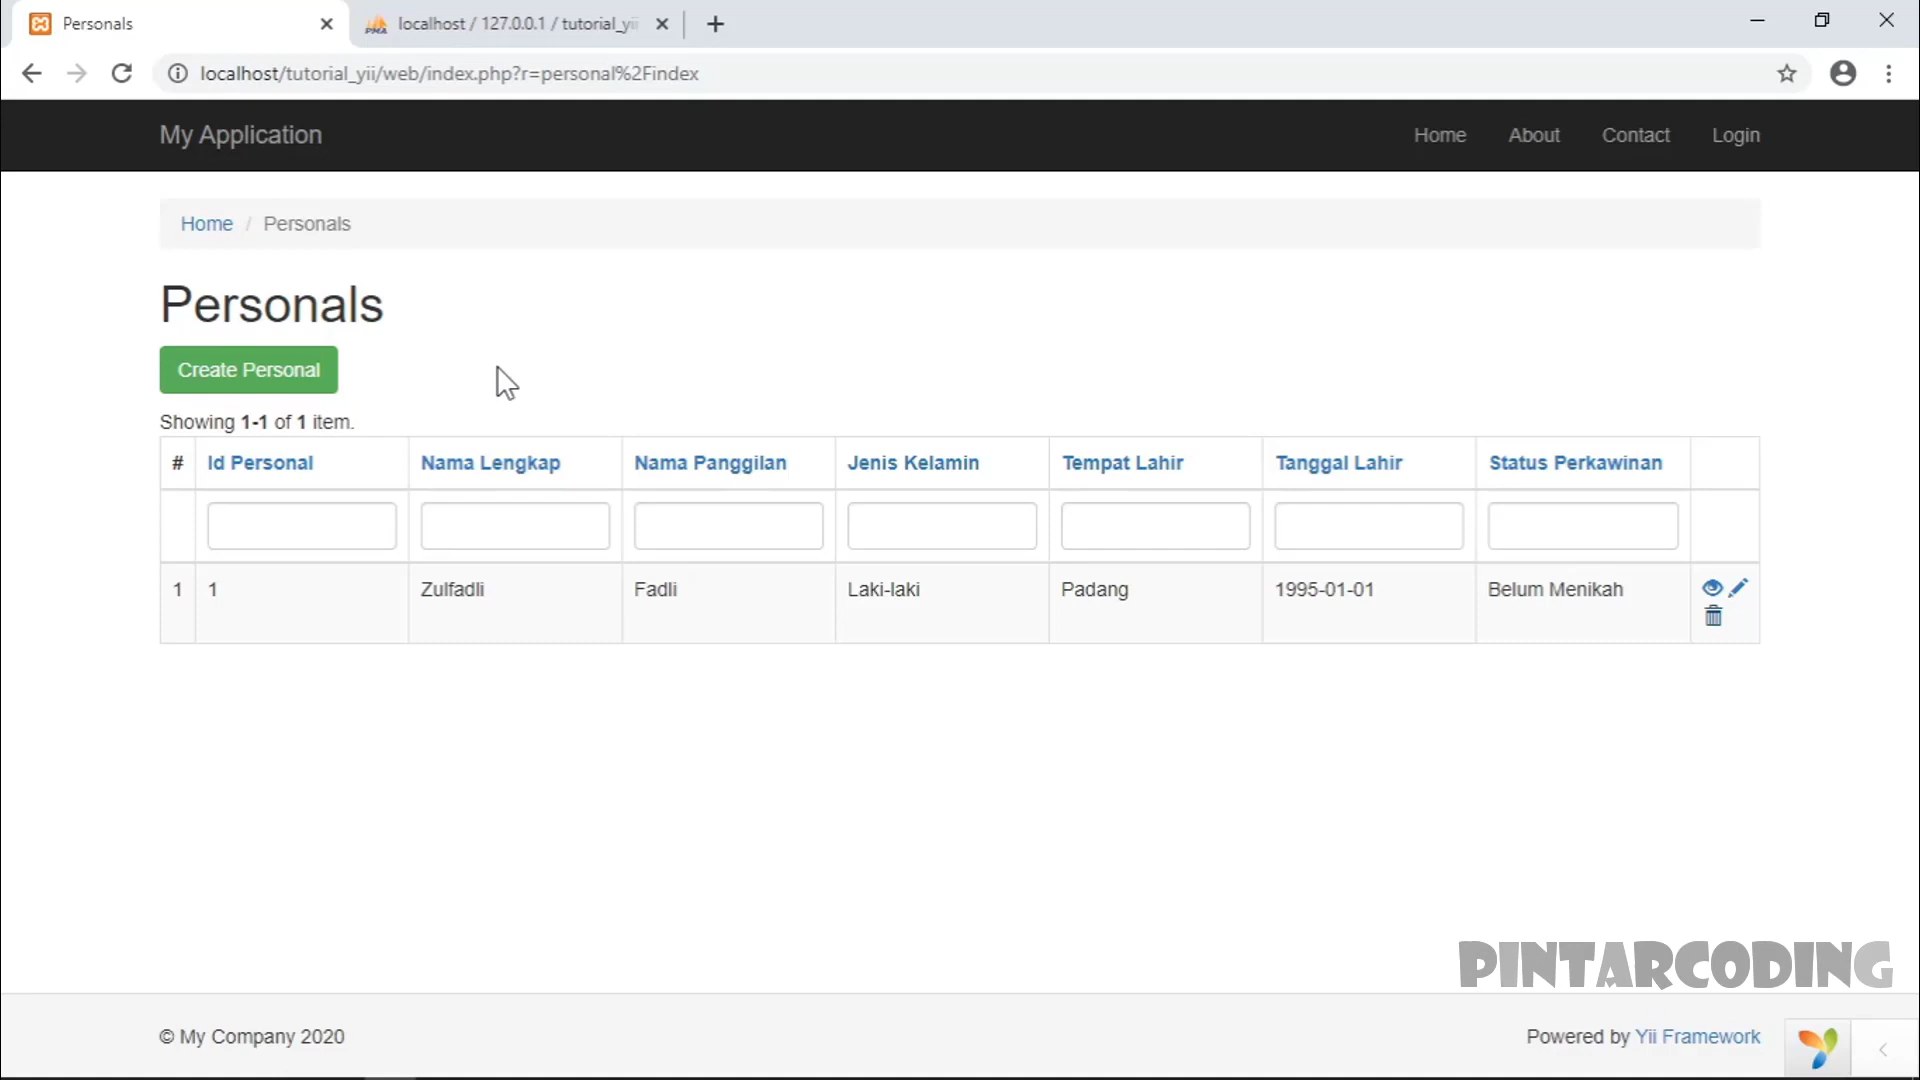 Personals
localhost / 127.0.0.1 / tutorial_yi
localhost/tutorial_yii/web/index.php?r=personal%2Findex
My Application
Home About Contact Login
Home / Personals
Personals
Create Personal
Showing 1-1 of 1 item.
# Id Personal Nama Lengkap Nama Panggilan Jenis Kelamin Tempat Lahir Tanggal Lahir Status Perkawinan
1 1 Zulfadli Fadli Laki-laki Padang 1995-01-01 Belum Menikah
PINTARCODING
© My Company 2020
Powered by Yii Framework